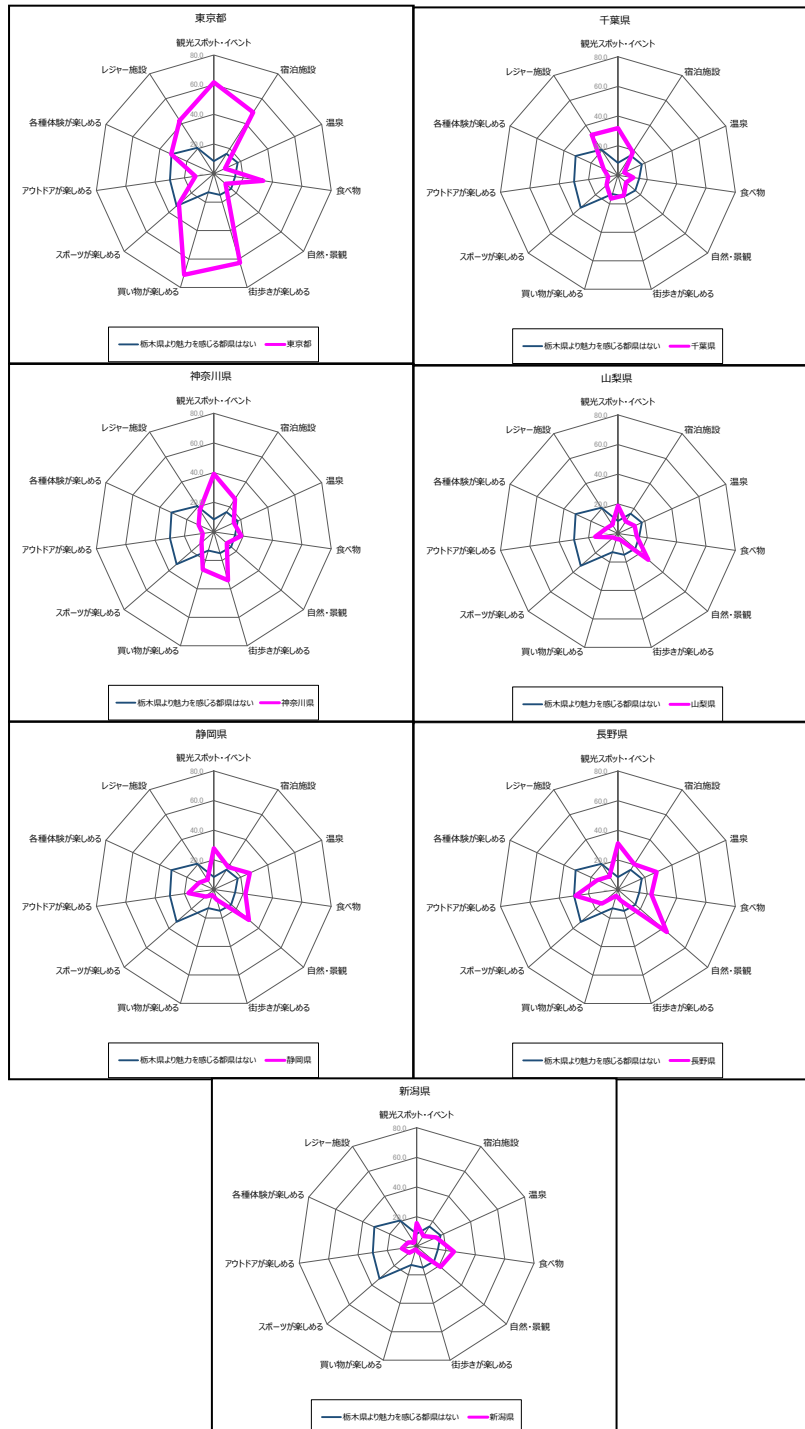 東京都
観光スポット・イベント
80.0
レジャー施設
宿泊施設
60.0
各種体験が楽しめる
温泉
40.0
20.0
アウトドアが楽しめる
食べ物
スポーツが楽しめる
自然・景観
買い物が楽しめる
街歩きが楽しめる
栃木県より魅力を感じる都県はない
東京都
千葉県
観光スポット・イベント
80.0
レジャー施設
宿泊施設
60.0
各種体験が楽しめる
温泉
40.0
20.0
アウトドアが楽しめる
食べ物
スポーツが楽しめる
自然・景観
買い物が楽しめる
街歩きが楽しめる
栃木県より魅力を感じる都県はない
千葉県
神奈川県
観光スポット・イベント
80.0
レジャー施設
宿泊施設
60.0
各種体験が楽しめる
温泉
40.0
20.0
アウトドアが楽しめる
食べ物
スポーツが楽しめる
自然・景観
買い物が楽しめる
街歩きが楽しめる
栃木県より魅力を感じる都県はない
神奈川県
山梨県
観光スポット・イベント
80.0
レジャー施設
宿泊施設
60.0
各種体験が楽しめる
温泉
40.0
20.0
アウトドアが楽しめる
食べ物
スポーツが楽しめる
自然・景観
買い物が楽しめる
街歩きが楽しめる
栃木県より魅力を感じる都県はない
山梨県
静岡県
観光スポット・イベント
80.0
レジャー施設
宿泊施設
60.0
各種体験が楽しめる
温泉
40.0
20.0
アウトドアが楽しめる
食べ物
スポーツが楽しめる
自然・景観
買い物が楽しめる
街歩きが楽しめる
栃木県より魅力を感じる都県はない
静岡県
長野県
観光スポット・イベント
80.0
レジャー施設
宿泊施設
60.0
各種体験が楽しめる
温泉
40.0
20.0
アウトドアが楽しめる
食べ物
スポーツが楽しめる
自然・景観
買い物が楽しめる
街歩きが楽しめる
栃木県より魅力を感じる都県はない
長野県
新潟県
観光スポット・イベント
80.0
レジャー施設
宿泊施設
60.0
各種体験が楽しめる
温泉
40.0
20.0
アウトドアが楽しめる
食べ物
スポーツが楽しめる
自然・景観
買い物が楽しめる
街歩きが楽しめる
栃木県より魅力を感じる都県はない
新潟県